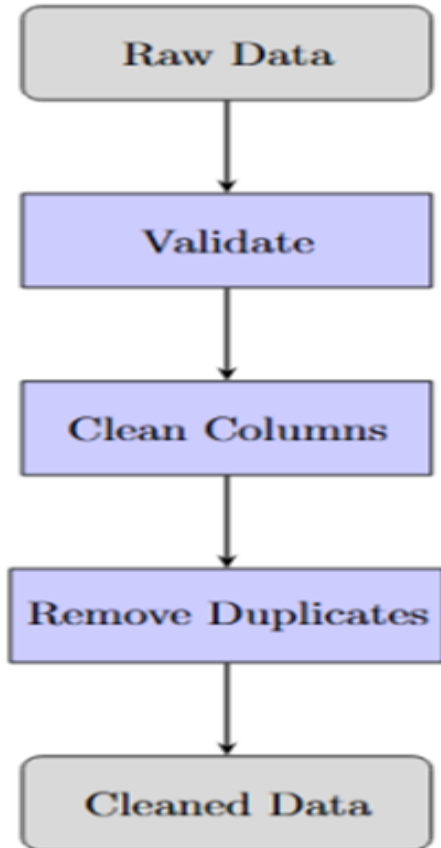 Raw Data
Validate
Clean Columns
Remove Duplicates
Cleaned Data